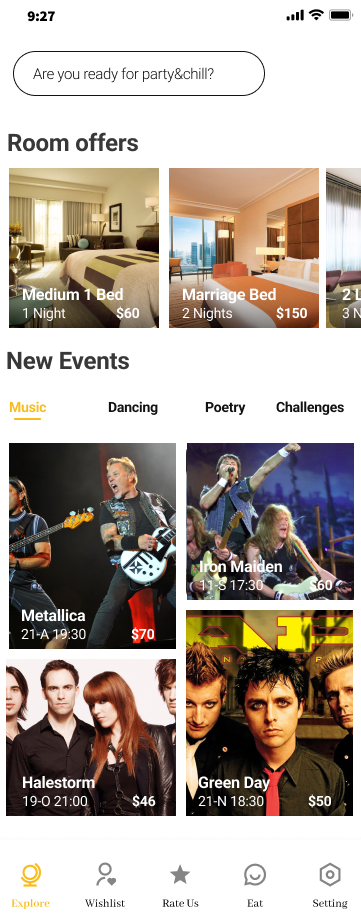 9:27
Are you ready for party&chill?
Room offers
Medium 1 Bed
1 Night $60
Marriage Bed
2 Nights $150
New Events
Music Dancing Poetry Challenges
Metallica
21-A 19:30 $70
Iron Maiden
11-S 17:30 $60
Halestorm
19-O 21:00 $46
Green Day
21-N 18:30 $50
Explore Wishlist Rate Us Eat Setting